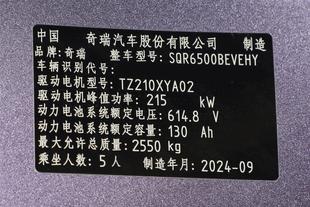 中国 奇瑞汽车股份有限公司 制造
品牌：奇瑞 整车型号：SQR6500BEVEHY
车辆识别代号：
驱动电机型号：TZ210XYA02
驱动电机峰值功率：215 kW
动力电池系统额定电压：614.8 V
动力电池系统额定容量：130 Ah
最大允许总质量：2550 kg
乘坐人数：5人 制造年月：2024-09